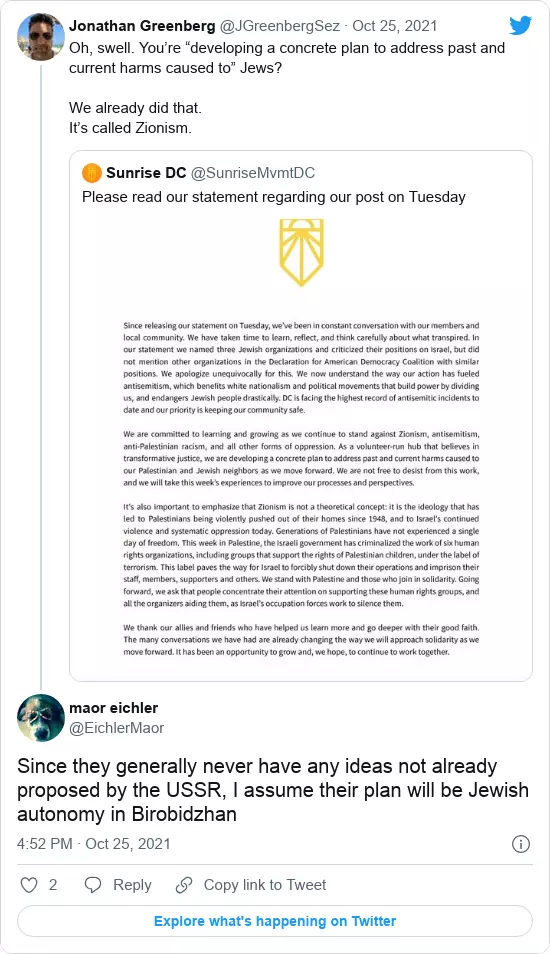 Jonathan Greenberg @JGreenbergSez · Oct 25, 2021
Oh, swell. You're “developing a concrete plan to address past and
current harms caused to” Jews?
We already did that.
It's called Zionism.
Sunrise DC @SunriseMvmtDC
Please read our statement regarding our post on Tuesday
Since releasing our statement on Tuesday, we've been in constant conversation with our members and
local community. We have taken time to learn, reflect, and think carefully about what transpired. In
our statement we named three Jewish organizations and criticized their positions on Israel, but did
not mention other organizations in the Declaration for American Democracy Coalition with similar
positions. We apologize unequivocally for this. We now understand the way our action has fueled
antisemitism, which benefits white nationalism and political movements that build power by dividing
us, and endangers Jewish people drastically. DC is facing the highest record of antisemitic incidents to
date and our priority is keeping our community safe.
We are committed to learning and growing as we continue to stand against Zionism, antisemitism,
anti-Palestinian racism, and all other forms of oppression. As a volunteer-run hub that believes in
transformative justice, we are developing a concrete plan to address past and current harms caused to
our Palestinian and Jewish neighbors as we move forward. We are not free to desist from this work,
and we will take this week's experiences to improve our processes and perspectives.
It's also important to emphasize that Zionism is not a theoretical concept: it is the ideology that has
led to Palestinians being violently pushed out of their homes since 1948, and to Israel's continued
violence and systematic oppression today. Generations of Palestinians have not experienced a single
day of freedom. This week in Palestine, the Israeli government has criminalized the work of six human
rights organizations, including groups that support the rights of Palestinian children, under the label of
terrorism. This label paves the way for Israel to forcibly shut down their operations and imprison their
staff, members, supporters and others. We stand with Palestine and those who join in solidarity. Going
forward, we ask that people concentrate their attention on supporting these human rights groups, and
all the organizations aiding them, as Israel's occupation forces work to silence them.
We thank our allies and friends who have helped us learn more and go deeper with their good faith.
The many conversations we have had are already changing the way we will approach solidarity as we
move forward. It has been an opportunity to grow and, we hope, to continue to work together.
maor eichler
@EichlerMaor
Since they generally never have any ideas not already
proposed by the USSR, I assume their plan will be Jewish
autonomy in Birobidzhan
4:52 PM · Oct 25, 2021
2 Reply Copy link to Tweet
Explore what's happening on Twitter